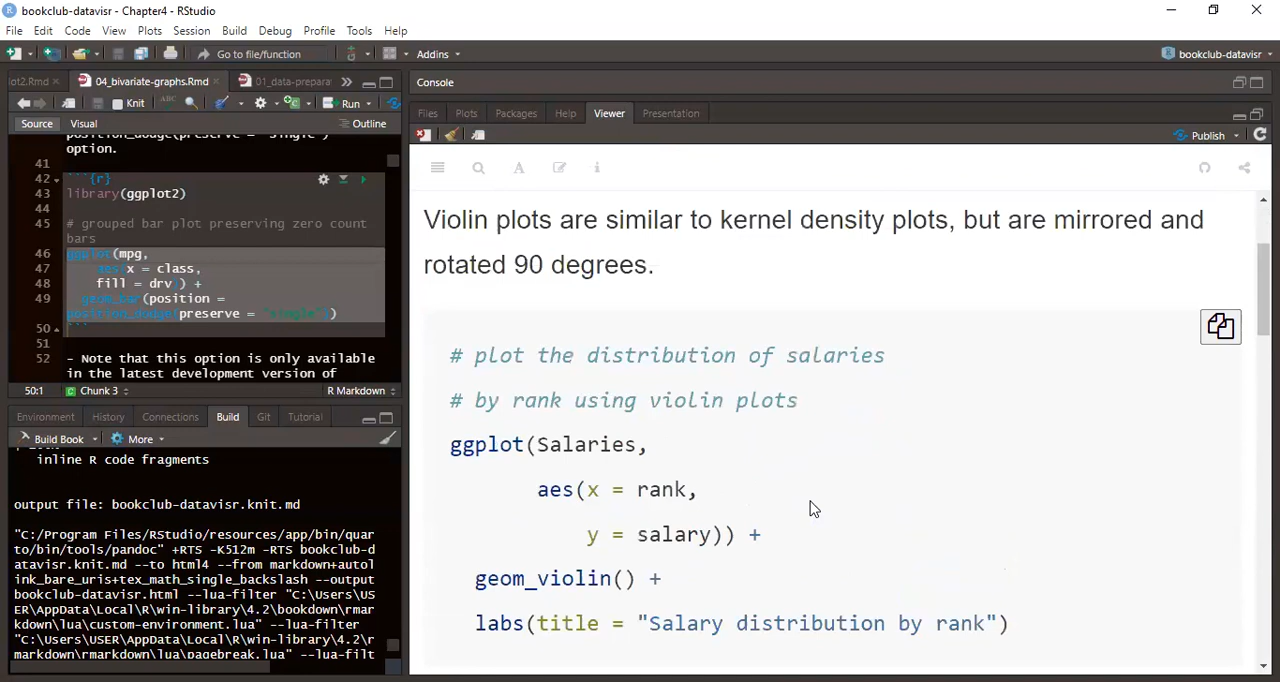 bookclub-datavisr - Chapter4 - RStudio
File Edit Code View Plots Session Build Debug Profile Tools Help
Go to file/function Addins bookclub-datavisr
lot2.Rmd 04_bivariate-graphs.Rmd 01_data-prepara
Knit ABC Run
Source Visual Outline
option.
41
42 ```{r}
43 library(ggplot2)
44
45 # grouped bar plot preserving zero count
bars
46 ggplot(mpg,
47 aes(x = class,
48 fill = drv)) +
49 geom_bar(position =
position_dodge(preserve = "single"))
50 ```
51
52 - Note that this option is only available
in the latest development version of
50:1 Chunk 3 R Markdown
Environment History Connections Build Git Tutorial
Build Book More
inline R code fragments
output file: bookclub-datavisr.knit.md
"C:/Program Files/RStudio/resources/app/bin/quar
to/bin/tools/pandoc" +RTS -K512m -RTS bookclub-d
atavisr.knit.md --to html4 --from markdown+autol
ink_bare_uris+tex_math_single_backslash --output
bookclub-datavisr.html --lua-filter "C:\Users\US
ER\AppData\Local\R\win-library\4.2\bookdown\rmar
kdown\lua\custom-environment.lua" --lua-filter
"C:\Users\USER\AppData\Local\R\win-library\4.2\r
markdown\rmarkdown\lua\pagebreak.lua" --lua-filt
Console
Files Plots Packages Help Viewer Presentation
Publish
Violin plots are similar to kernel density plots, but are mirrored and
rotated 90 degrees.
# plot the distribution of salaries
# by rank using violin plots
ggplot(Salaries,
aes(x = rank,
y = salary)) +
geom_violin() +
labs(title = "Salary distribution by rank")